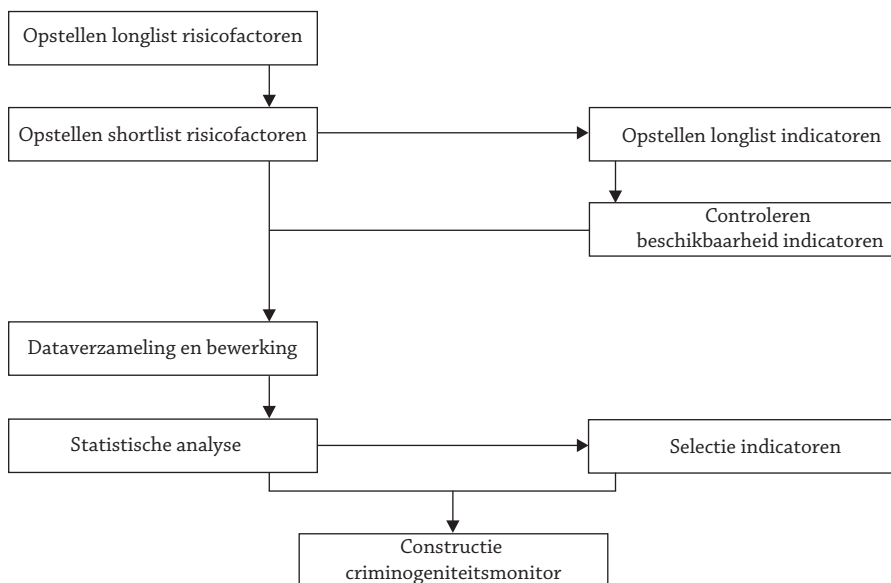 Opstellen longlist risicofactoren
Opstellen shortlist risicofactoren
Opstellen longlist indicatoren
Controleren
beschikbaarheid indicatoren
Dataverzameling en bewerking
Statistische analyse
Selectie indicatoren
Constructie
criminogeniteitsmonitor